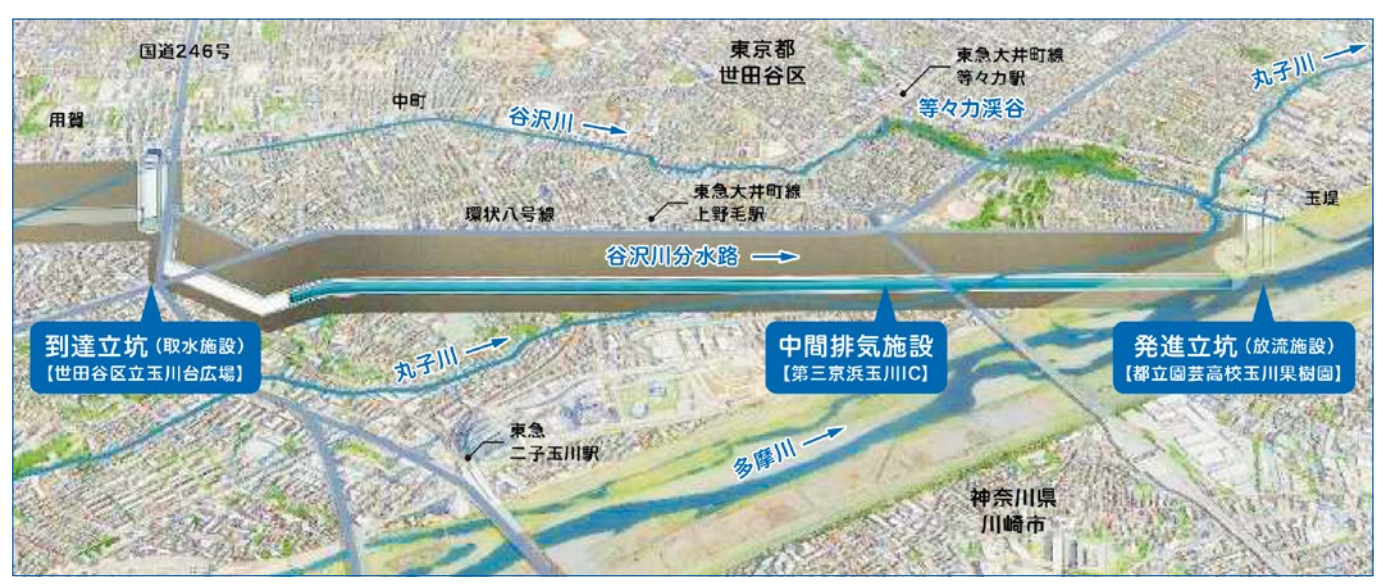 国道246号
東京都
世田谷区
東急大井町線
等々力駅
丸子川
中町
谷沢川
等々力渓谷
用賀
環状八号線
東急大井町線
上野毛駅
玉堤
谷沢川分水路
到達立坑（取水施設）
【世田谷区立玉川台広場】
丸子川
中間排気施設
【第三京浜玉川IC】
発進立坑（放流施設）
【都立園芸高校玉川果樹園】
東急
二子玉川駅
多摩川
神奈川県
川崎市